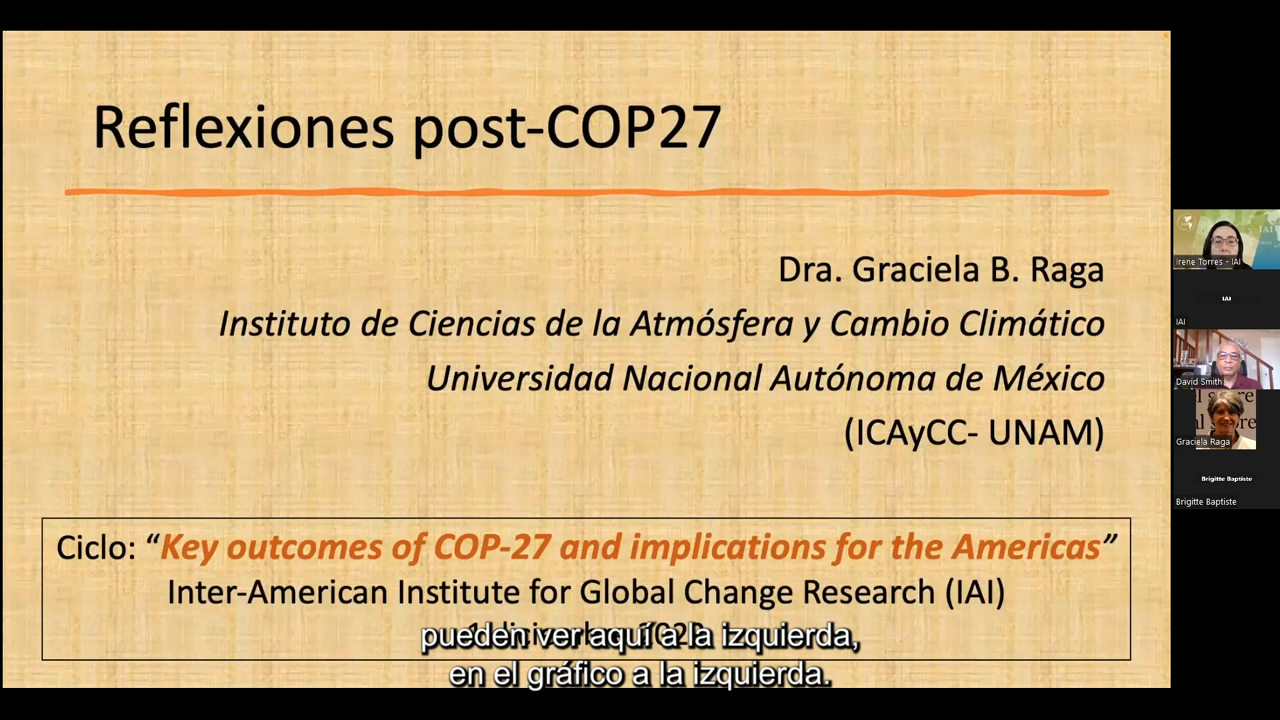 Reflexiones post-COP27
Dra. Graciela B. Raga
Instituto de Ciencias de la Atmósfera y Cambio Climático
Universidad Nacional Autónoma de México
(ICAyCC- UNAM)
Ciclo: “Key outcomes of COP-27 and implications for the Americas”
Inter-American Institute for Global Change Research (IAI)
pueden ver aquí a la izquierda,
en el gráfico a la izquierda.
Irene Torres - IAI
IAI
IAI
David Smith
Graciela Raga
Brigitte Baptiste
Brigitte Baptiste